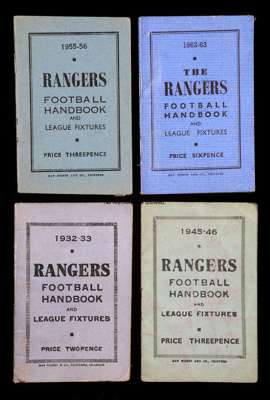 1955-56
RANGERS
FOOTBALL
HANDBOOK
AND
LEAGUE FIXTURES
PRICE THREEPENCE
1962-63
THE
RANGERS
FOOTBALL
HANDBOOK
AND
LEAGUE FIXTURES
PRICE SIXPENCE
1932-33
RANGERS
FOOTBALL
HANDBOOK
AND
LEAGUE FIXTURES
PRICE TWOPENCE
1945-46
RANGERS
FOOTBALL
HANDBOOK
AND
LEAGUE FIXTURES
PRICE THREEPENCE